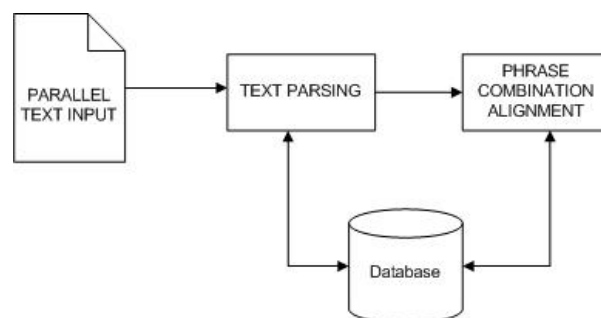 PARALLEL
TEXT INPUT
TEXT PARSING
PHRASE
COMBINATION
ALIGNMENT
Database